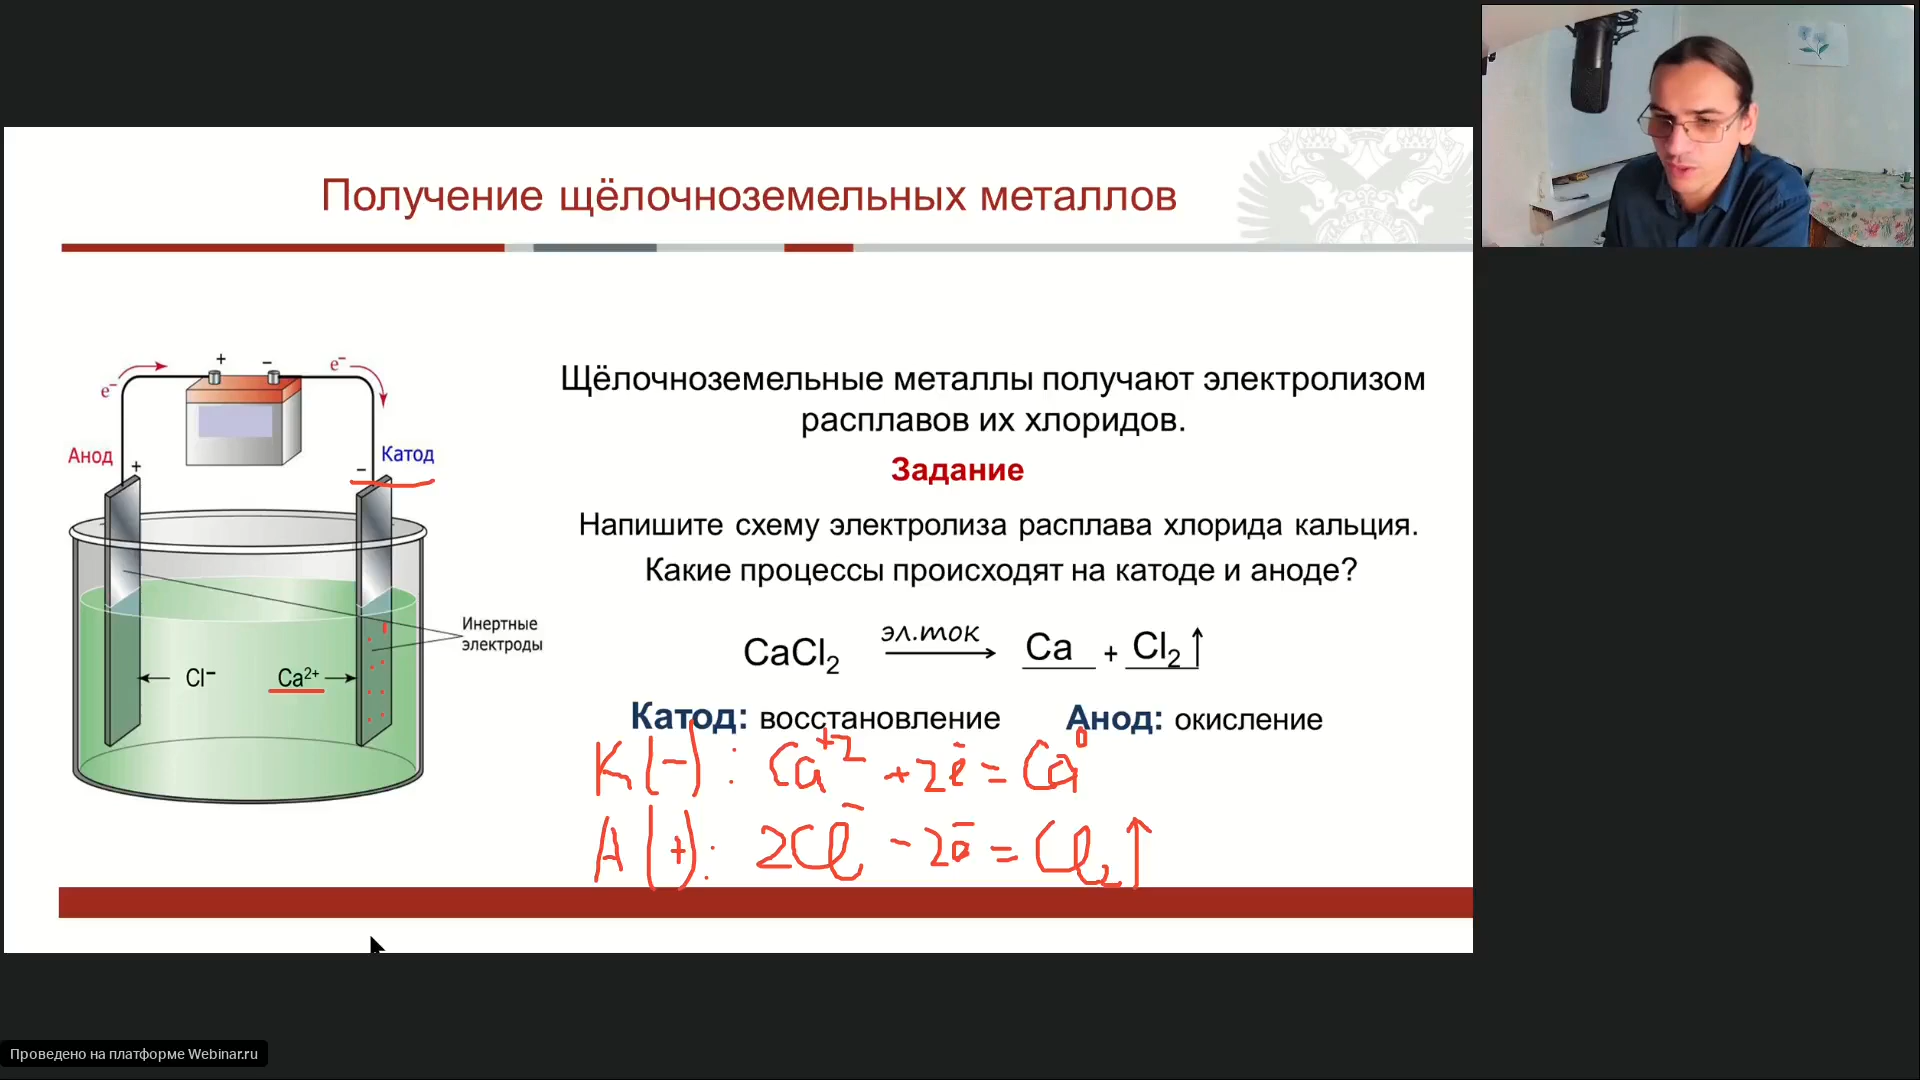 Получение щёлочноземельных металлов
e⁻ + − e⁻
Анод + − Катод
Cl⁻ Ca²⁺
Инертные
электроды
Щёлочноземельные металлы получают электролизом
расплавов их хлоридов.
Задание
Напишите схему электролиза расплава хлорида кальция.
Какие процессы происходят на катоде и аноде?
CaCl₂ эл.ток → Ca + Cl₂↑
Катод: восстановление Анод: окисление
K(−): Ca⁺² + 2ē = Ca⁰
A(+): 2Cl⁻ − 2ē = Cl₂↑
Проведено на платформе Webinar.ru